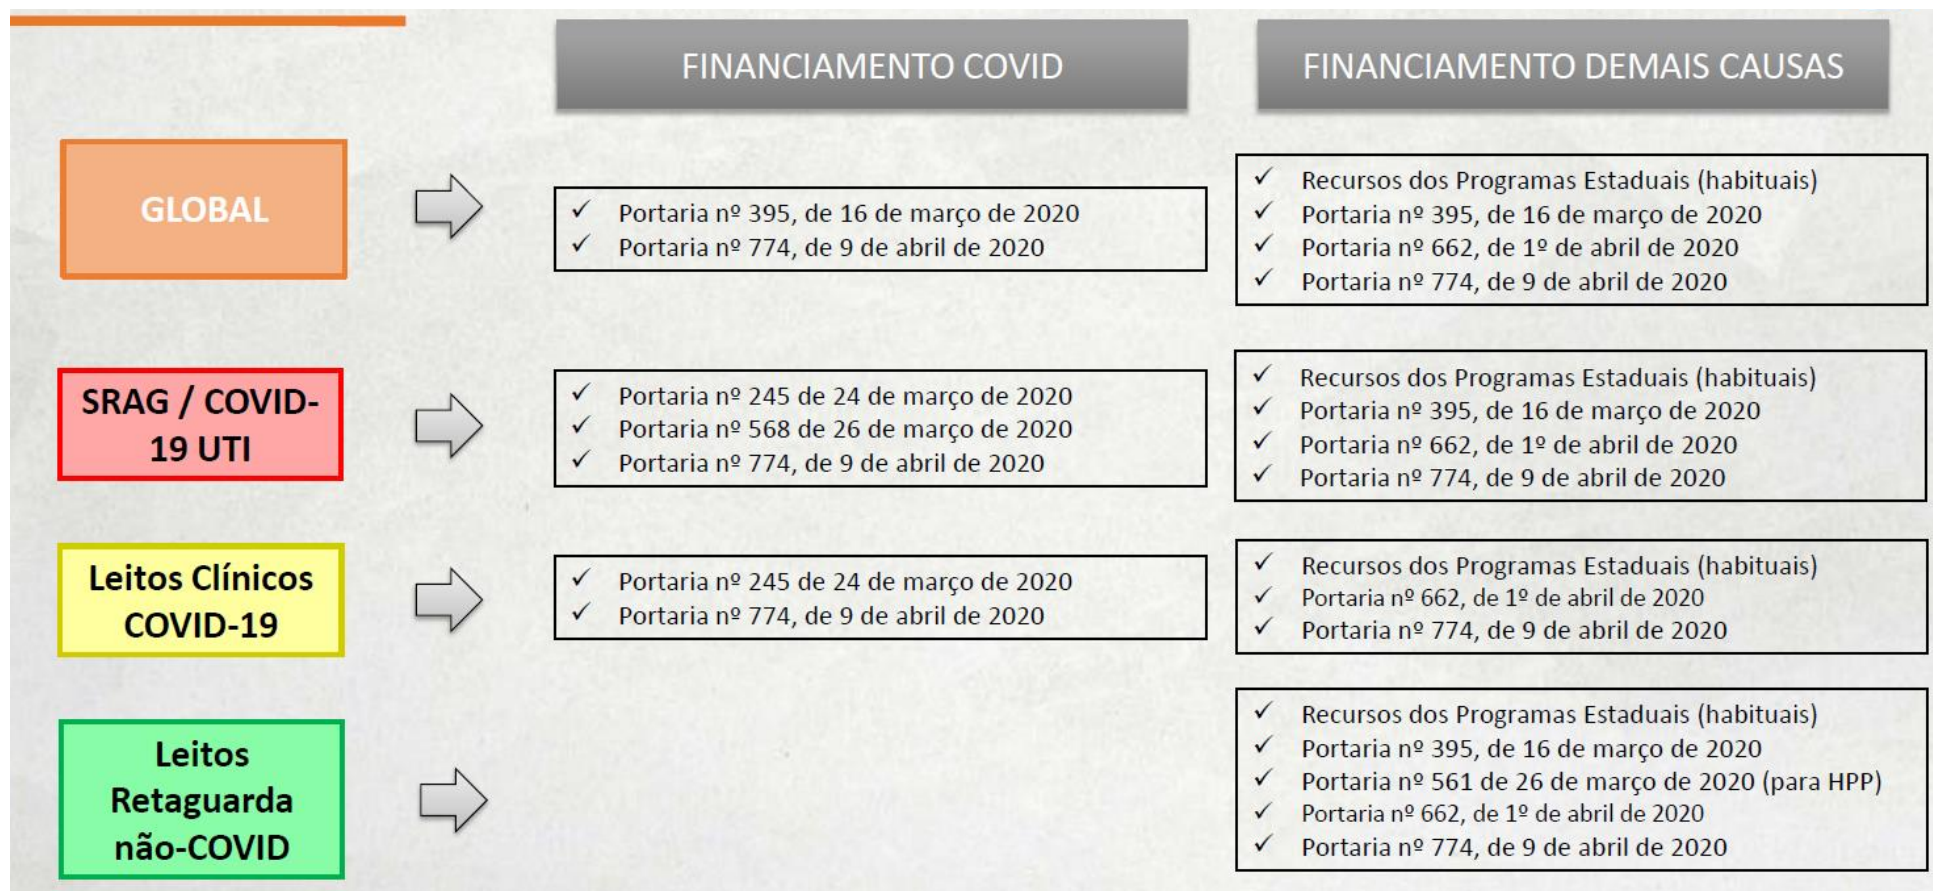 FINANCIAMENTO COVID
FINANCIAMENTO DEMAIS CAUSAS
GLOBAL
✓ Portaria nº 395, de 16 de março de 2020
✓ Portaria nº 774, de 9 de abril de 2020
✓ Recursos dos Programas Estaduais (habituais)
✓ Portaria nº 395, de 16 de março de 2020
✓ Portaria nº 662, de 1º de abril de 2020
✓ Portaria nº 774, de 9 de abril de 2020
SRAG / COVID-
19 UTI
✓ Portaria nº 245 de 24 de março de 2020
✓ Portaria nº 568 de 26 de março de 2020
✓ Portaria nº 774, de 9 de abril de 2020
✓ Recursos dos Programas Estaduais (habituais)
✓ Portaria nº 395, de 16 de março de 2020
✓ Portaria nº 662, de 1º de abril de 2020
✓ Portaria nº 774, de 9 de abril de 2020
Leitos Clínicos
COVID-19
✓ Portaria nº 245 de 24 de março de 2020
✓ Portaria nº 774, de 9 de abril de 2020
✓ Recursos dos Programas Estaduais (habituais)
✓ Portaria nº 662, de 1º de abril de 2020
✓ Portaria nº 774, de 9 de abril de 2020
Leitos
Retaguarda
não-COVID
✓ Recursos dos Programas Estaduais (habituais)
✓ Portaria nº 395, de 16 de março de 2020
✓ Portaria nº 561 de 26 de março de 2020 (para HPP)
✓ Portaria nº 662, de 1º de abril de 2020
✓ Portaria nº 774, de 9 de abril de 2020